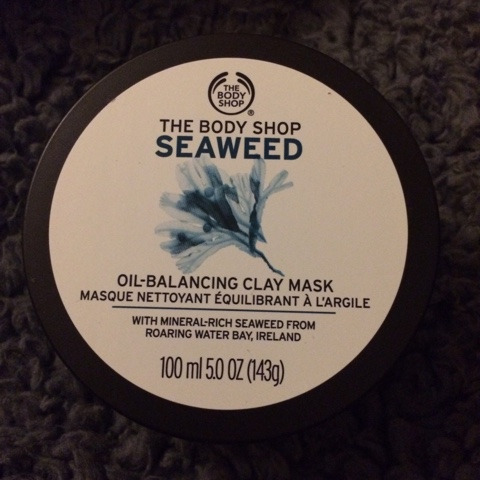 THE
BODY
SHOP
®
THE BODY SHOP
SEAWEED
OIL-BALANCING CLAY MASK
MASQUE NETTOYANT ÉQUILIBRANT À L'ARGILE
WITH MINERAL-RICH SEAWEED FROM
ROARING WATER BAY, IRELAND
100 ml 5.0 OZ (143g)